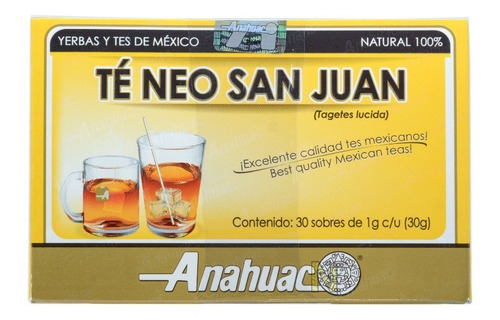 YERBAS Y TES DE MÉXICO NATURAL 100%
TÉ NEO SAN JUAN
(Tagetes lucida)
¡Excelente calidad tes mexicanos!
Best quality Mexican teas!
Contenido: 30 sobres de 1g c/u (30g)
Anahuac ®